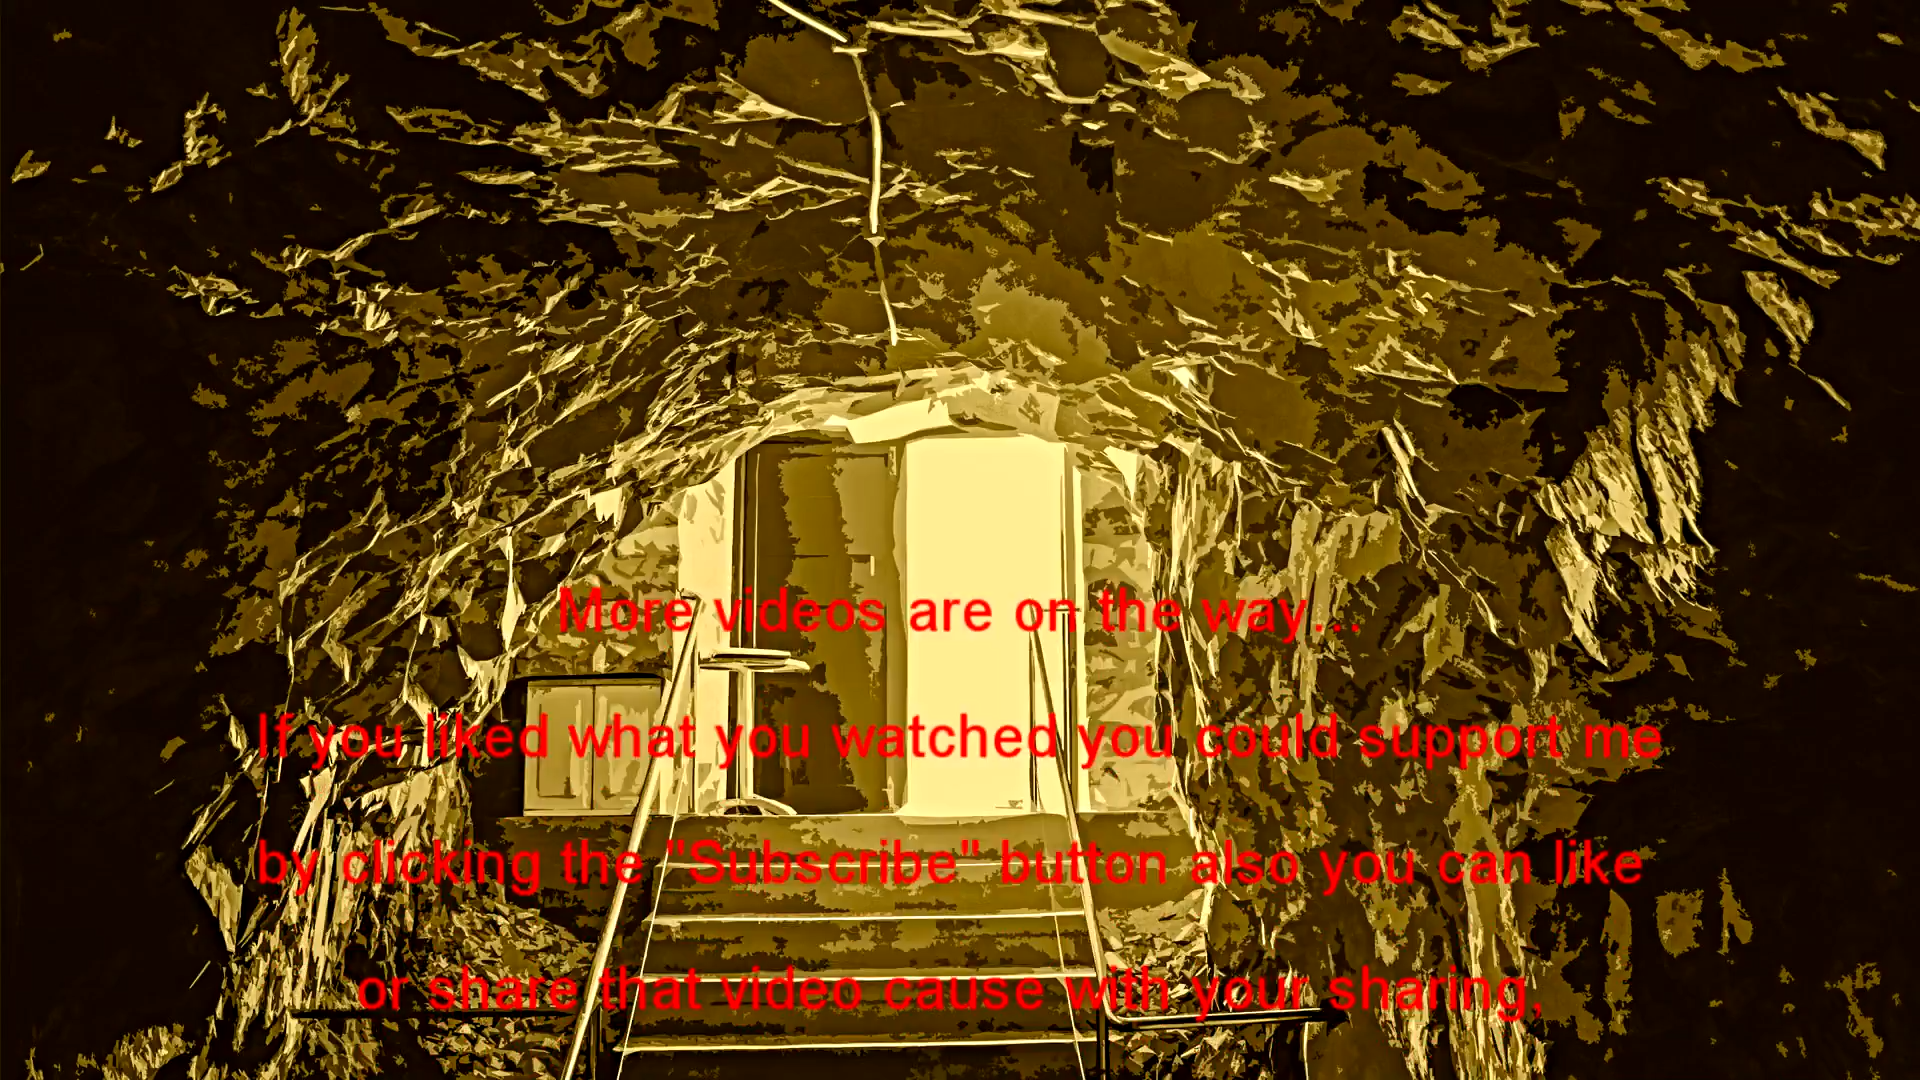 More videos are on the way...
If you liked what you watched you could support me
by clicking the "Subscribe" button also you can like
or share that video cause with your sharing,